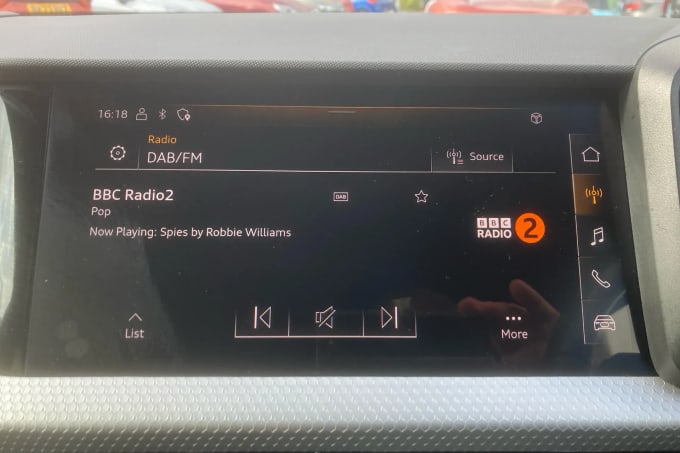 16:18
Radio
DAB/FM
Source
BBC Radio2
DAB
Pop
Now Playing: Spies by Robbie Williams
BBC
RADIO 2
List
More